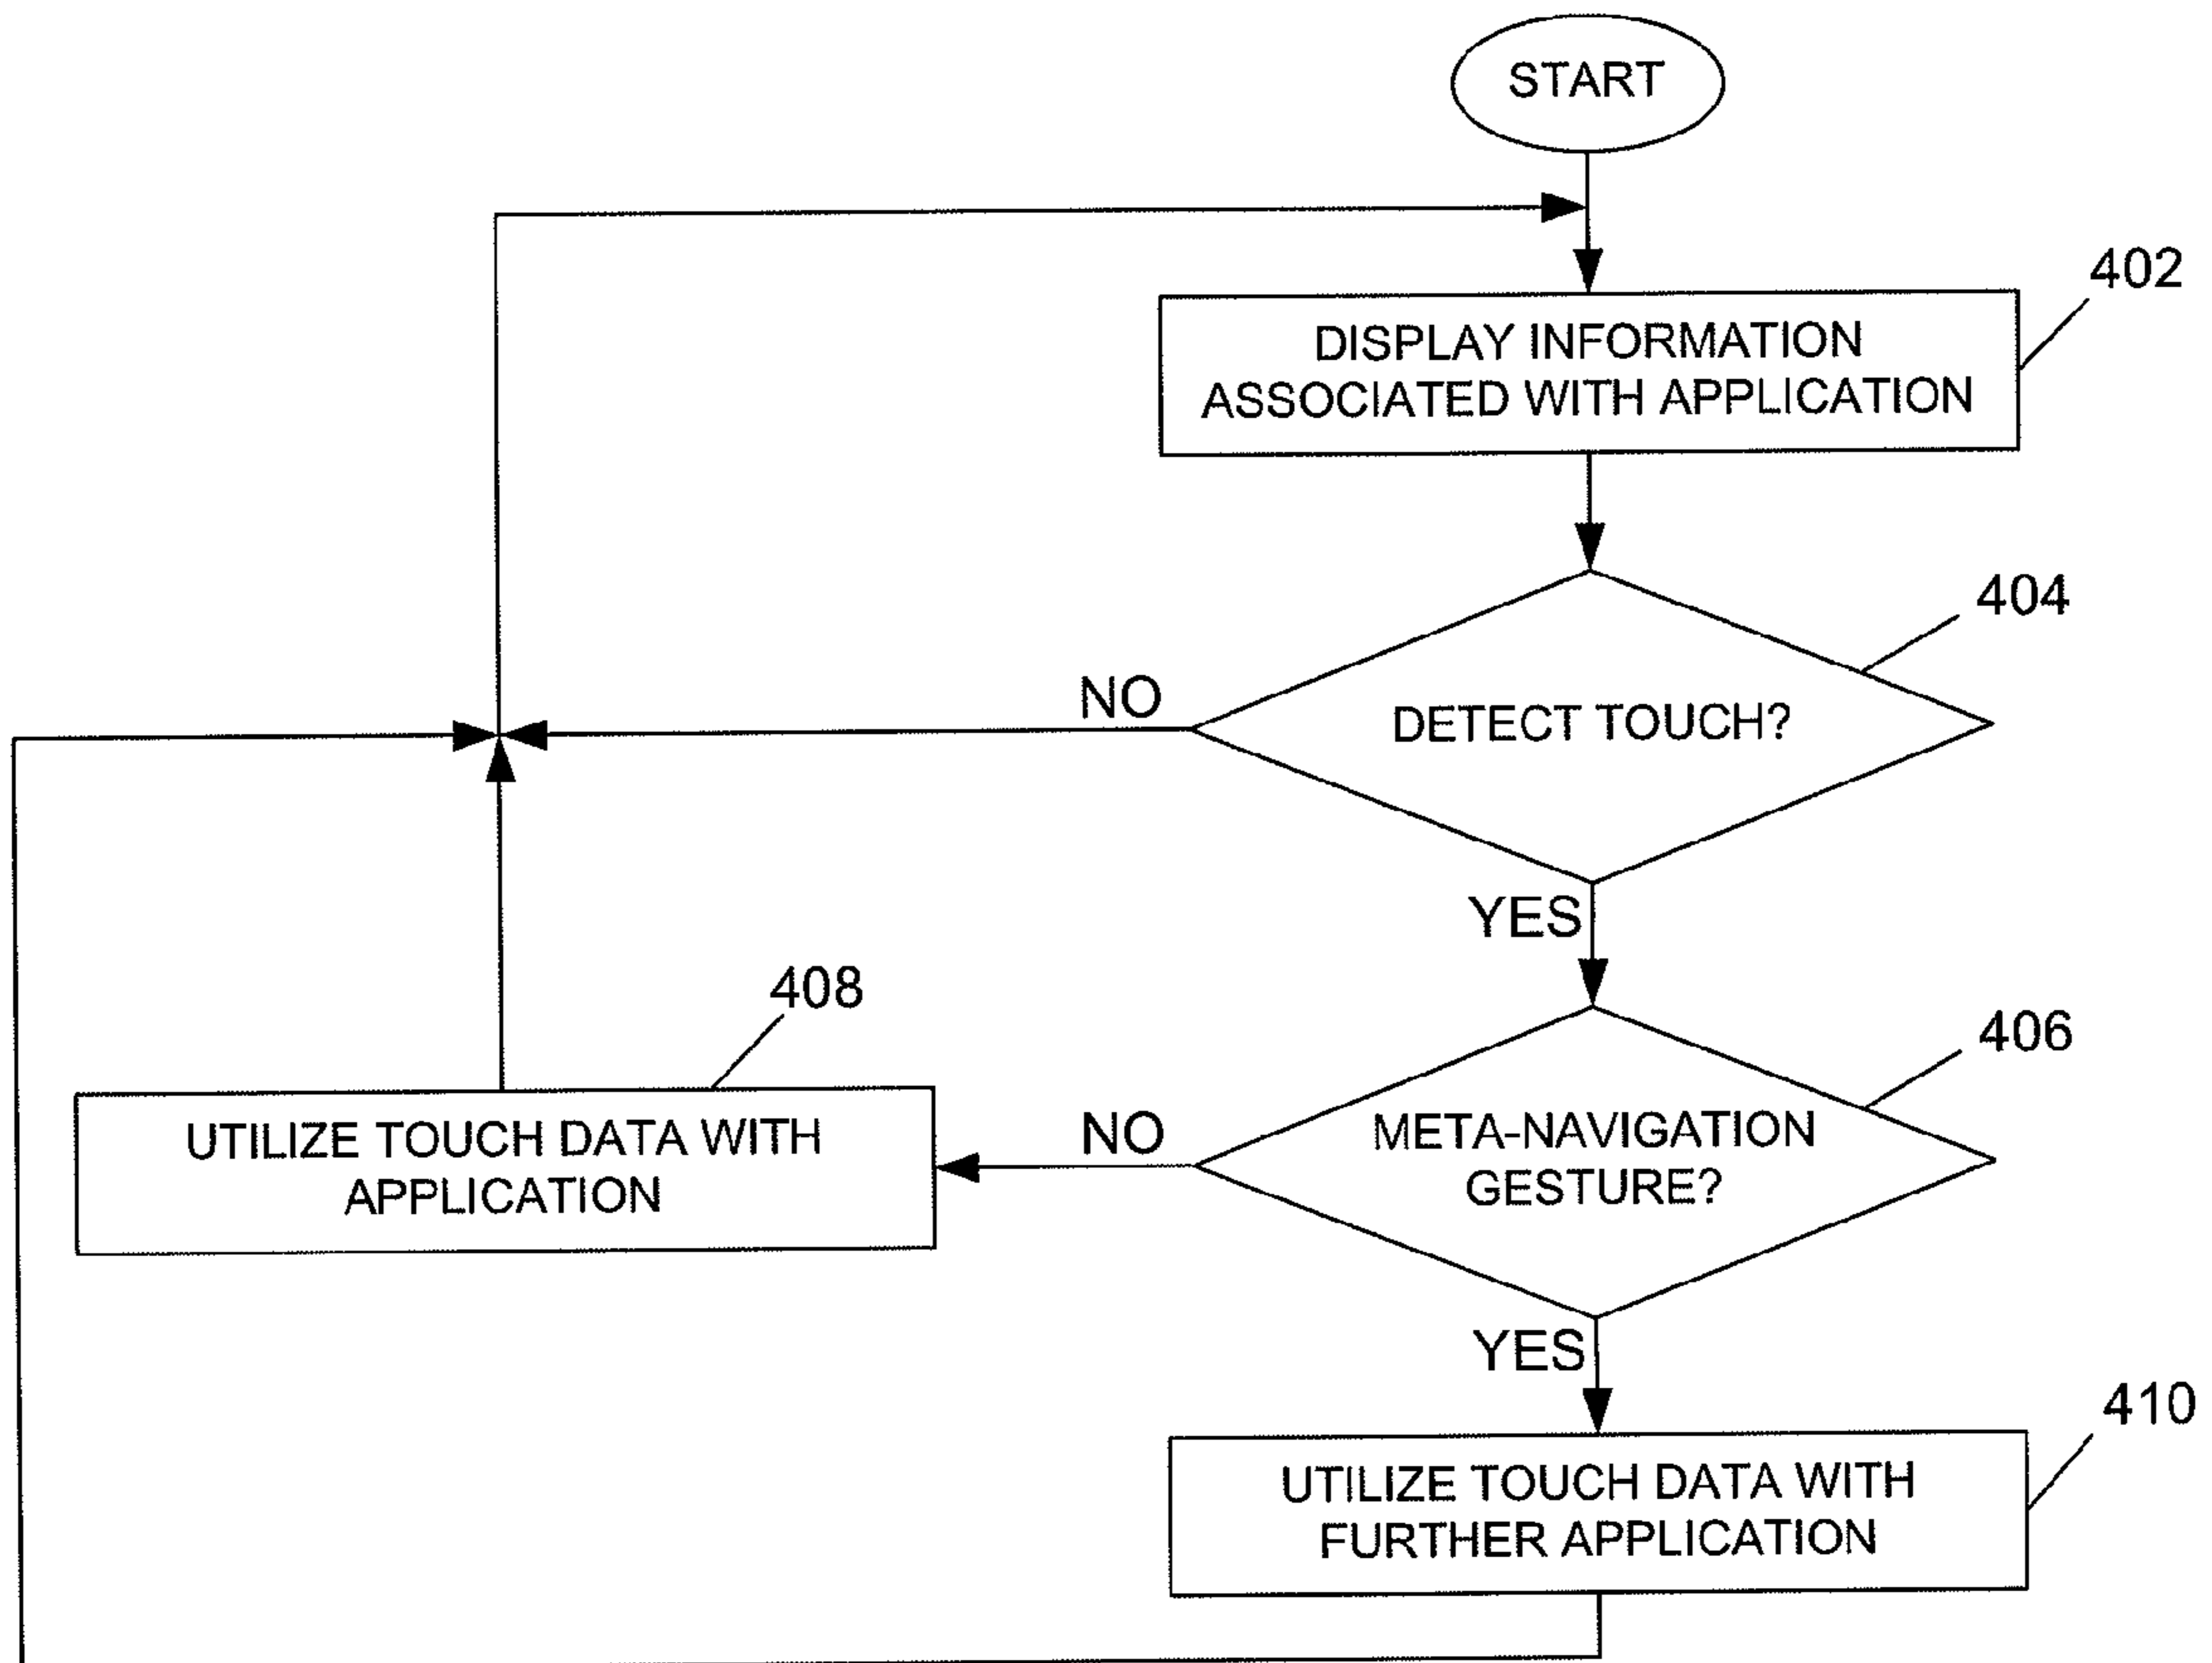 START
402
DISPLAY INFORMATION
ASSOCIATED WITH APPLICATION
404
NO
DETECT TOUCH?
YES
408
406
UTILIZE TOUCH DATA WITH
APPLICATION
NO
META-NAVIGATION
GESTURE?
YES
410
UTILIZE TOUCH DATA WITH
FURTHER APPLICATION